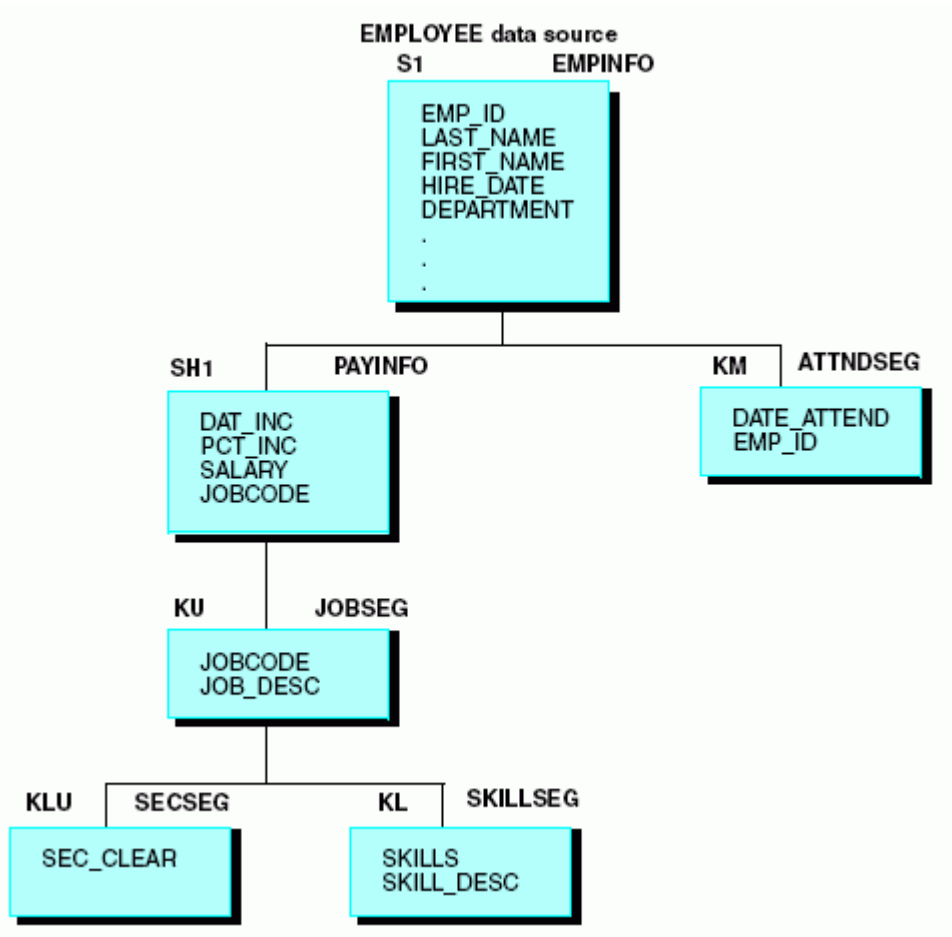 EMPLOYEE data source
S1 EMPINFO
EMP_ID
LAST_NAME
FIRST_NAME
HIRE_DATE
DEPARTMENT
.
.
.
SH1 PAYINFO
DAT_INC
PCT_INC
SALARY
JOBCODE
KM ATTNDSEG
DATE_ATTEND
EMP_ID
KU JOBSEG
JOBCODE
JOB_DESC
KLU SECSEG
SEC_CLEAR
KL SKILLSEG
SKILLS
SKILL_DESC